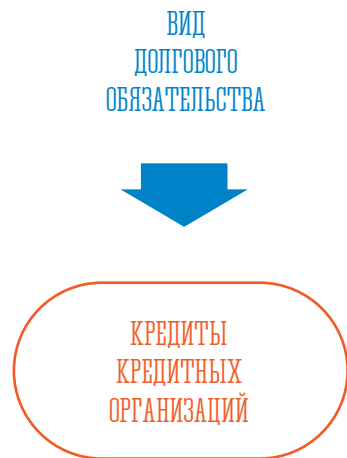 ВИД
ДОЛГОВОГО
ОБЯЗАТЕЛЬСТВА
КРЕДИТЫ
КРЕДИТНЫХ
ОРГАНИЗАЦИЙ